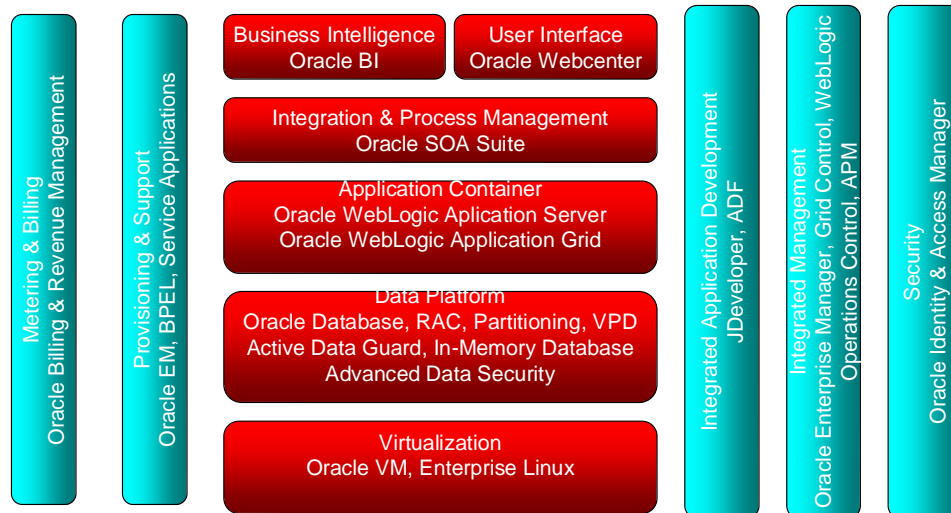 Metering & Billing
Oracle Billing & Revenue Management
Provisioning & Support
Oracle EM, BPEL, Service Applications
Business Intelligence
Oracle BI
User Interface
Oracle Webcenter
Integration & Process Management
Oracle SOA Suite
Application Container
Oracle WebLogic Aplication Server
Oracle WebLogic Application Grid
Data Platform
Oracle Database, RAC, Partitioning, VPD
Active Data Guard, In-Memory Database
Advanced Data Security
Virtualization
Oracle VM, Enterprise Linux
Integrated Application Development
JDeveloper, ADF
Integrated Management
Oracle Enterprise Manager, Grid Control, WebLogic
Operations Control, APM
Security
Oracle Identity & Access Manager